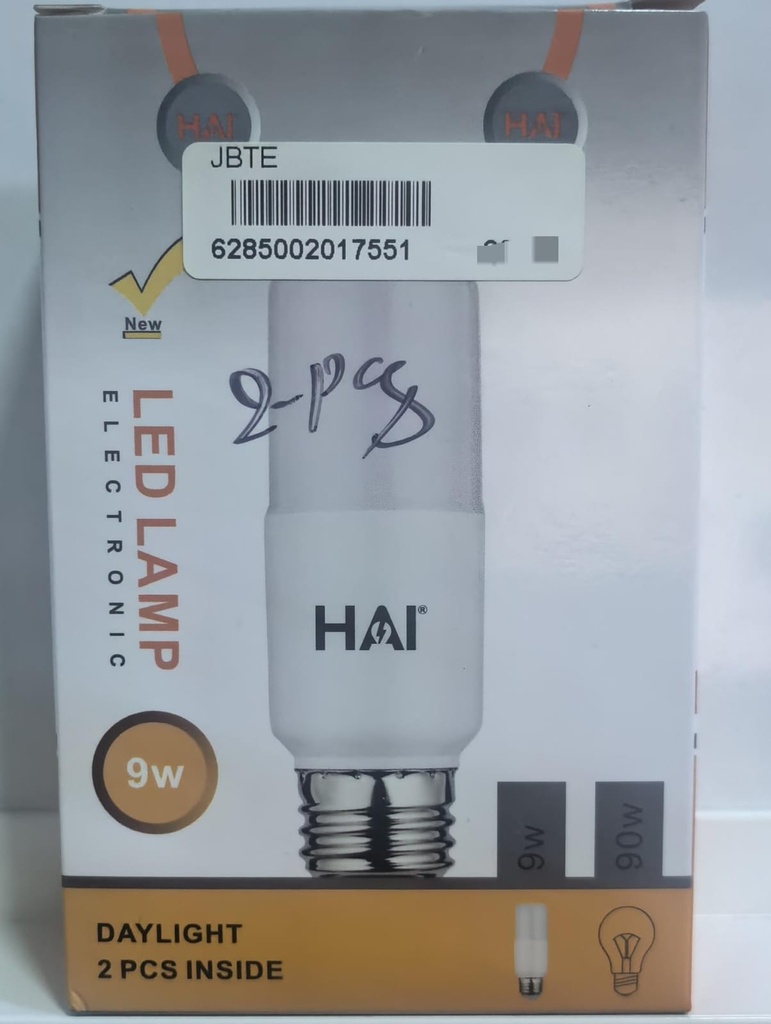 HAI
HAI
JBTE
6285002017551
New
2-pcs
LED LAMP
ELECTRONIC
HAI®
9w
9w
90w
DAYLIGHT
2 PCS INSIDE